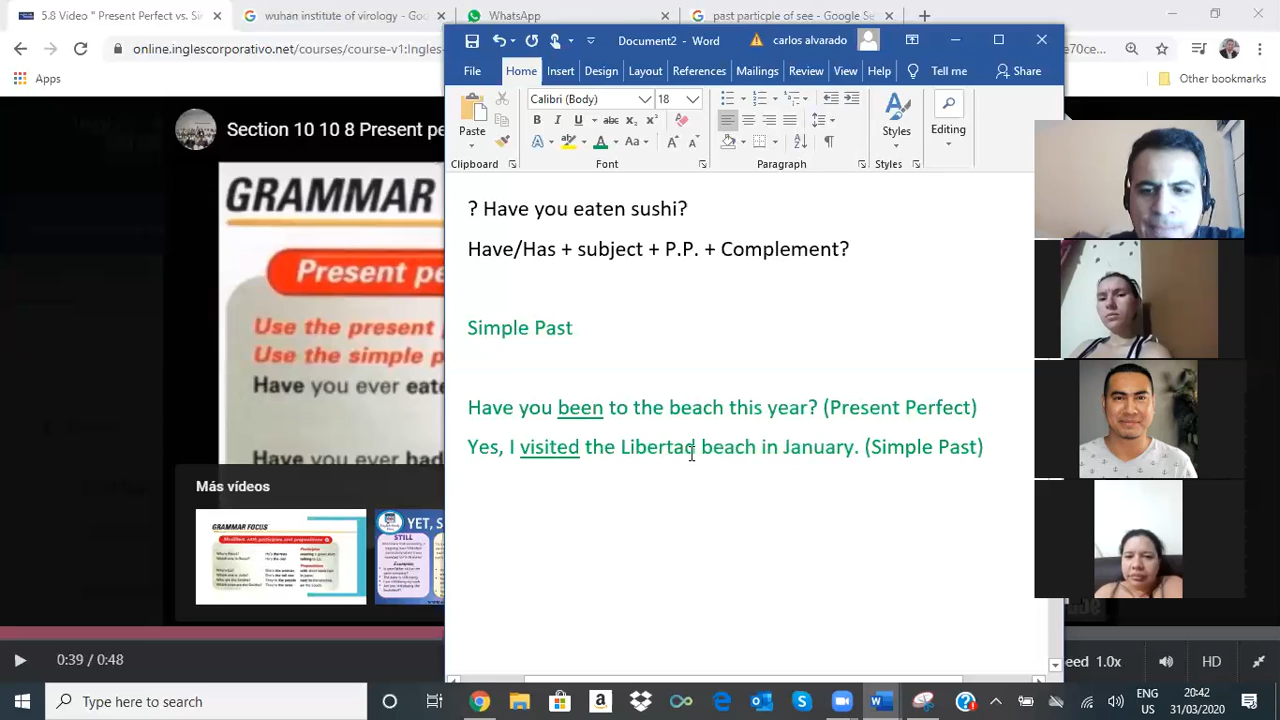 5.8 Video " Present Perfect vs. Sim
wuhan institute of virology - Goo
WhatsApp
past participle of see - Google Se
online.inglescorporativo.net/courses/course-v1:Ingles
Apps
Other bookmarks
Document2 - Word
carlos alvarado
File Home Insert Design Layout References Mailings Review View Help Tell me Share
Calibri (Body) 18
Paste
Styles
Editing
Clipboard Font Paragraph Styles
Section 10 10 8 Present pe
GRAMMAR
Present pe
Use the present p
Use the simple p
Have you ever eate
Have you ever had
? Have you eaten sushi?
Have/Has + subject + P.P. + Complement?
Simple Past
Have you been to the beach this year? (Present Perfect)
Yes, I visited the Libertad beach in January. (Simple Past)
Más vídeos
GRAMMAR FOCUS
YET, S
STILL
0:39 / 0:48
eed 1.0x
HD
Type here to search
ENG
US
20:42
31/03/2020